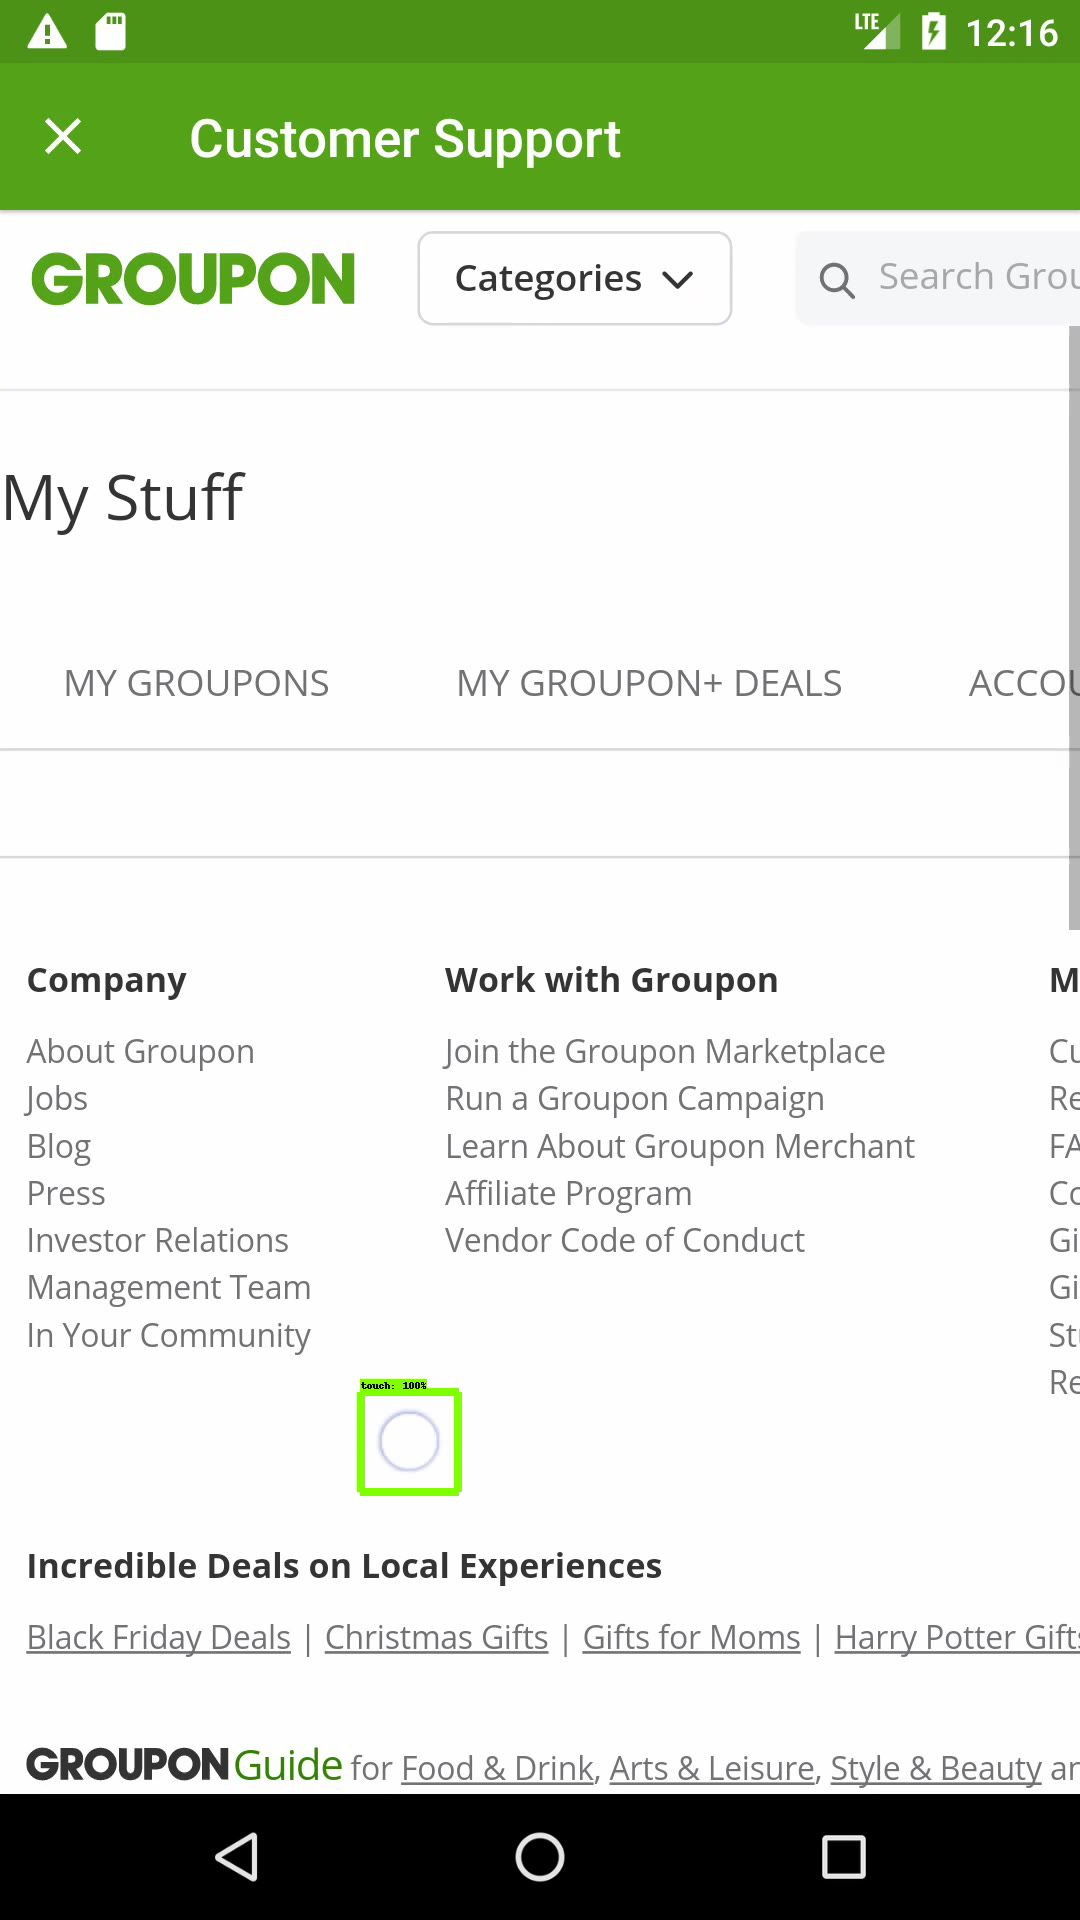 LTE 12:16
Customer Support
GROUPON Categories Search Grou
My Stuff
MY GROUPONS MY GROUPON+ DEALS ACCOU
Company Work with Groupon M
About Groupon Join the Groupon Marketplace Cu
Jobs Run a Groupon Campaign Re
Blog Learn About Groupon Merchant FA
Press Affiliate Program Co
Investor Relations Vendor Code of Conduct Gi
Management Team Gi
In Your Community Stu
Re
touch: 100%
Incredible Deals on Local Experiences
Black Friday Deals | Christmas Gifts | Gifts for Moms | Harry Potter Gifts
GROUPON Guide for Food & Drink, Arts & Leisure, Style & Beauty an